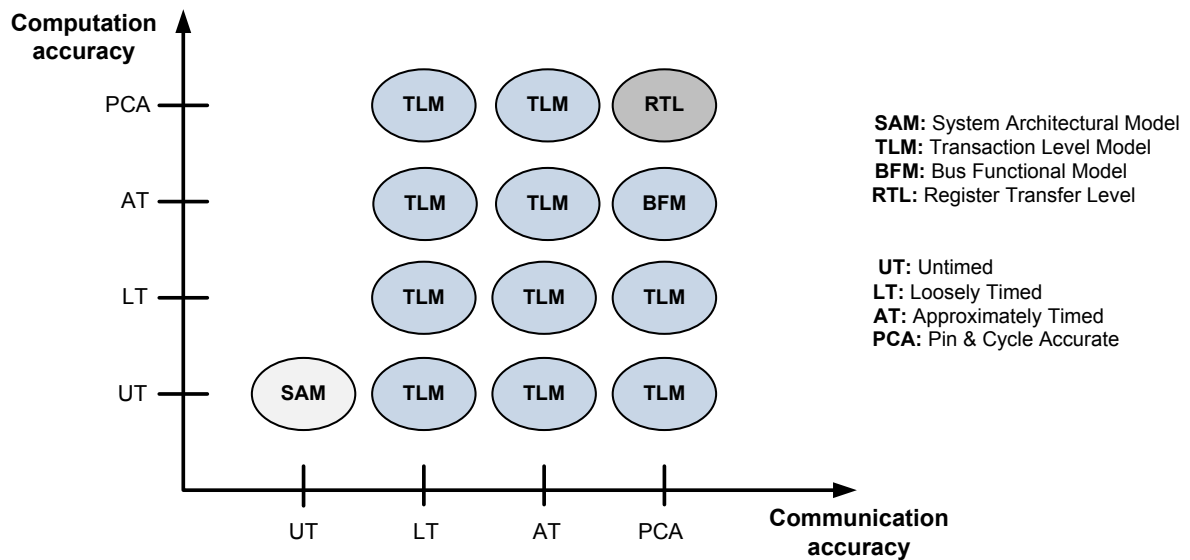 Computation
accuracy
PCA
TLM
TLM
RTL
AT
TLM
TLM
BFM
LT
TLM
TLM
TLM
UT
SAM
TLM
TLM
TLM
UT
LT
AT
PCA
Communication
accuracy
SAM: System Architectural Model
TLM: Transaction Level Model
BFM: Bus Functional Model
RTL: Register Transfer Level
UT: Untimed
LT: Loosely Timed
AT: Approximately Timed
PCA: Pin & Cycle Accurate